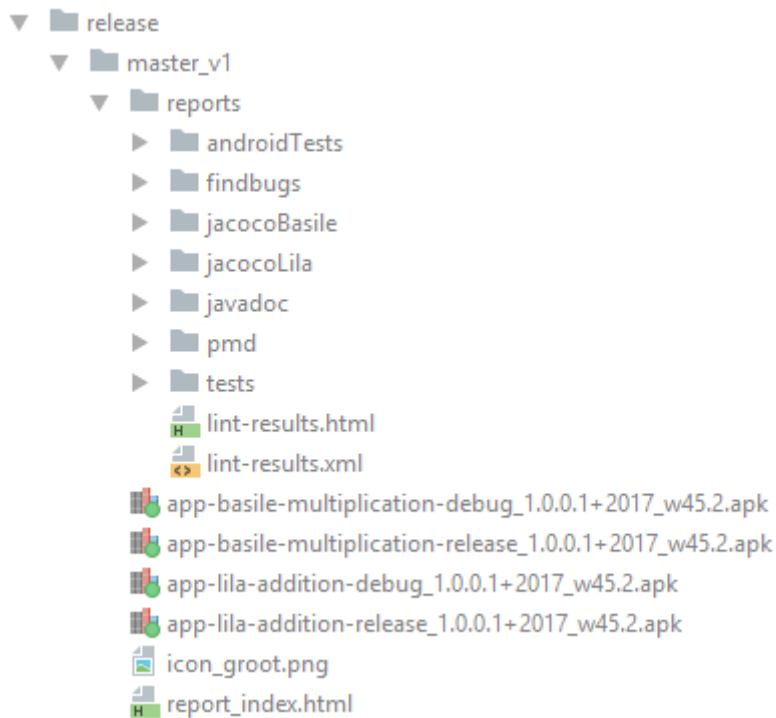 release
master_v1
reports
androidTests
findbugs
jacocoBasile
jacocoLila
javadoc
pmd
tests
H lint-results.html
<> lint-results.xml
app-basile-multiplication-debug_1.0.0.1+2017_w45.2.apk
app-basile-multiplication-release_1.0.0.1+2017_w45.2.apk
app-lila-addition-debug_1.0.0.1+2017_w45.2.apk
app-lila-addition-release_1.0.0.1+2017_w45.2.apk
icon_groot.png
H report_index.html